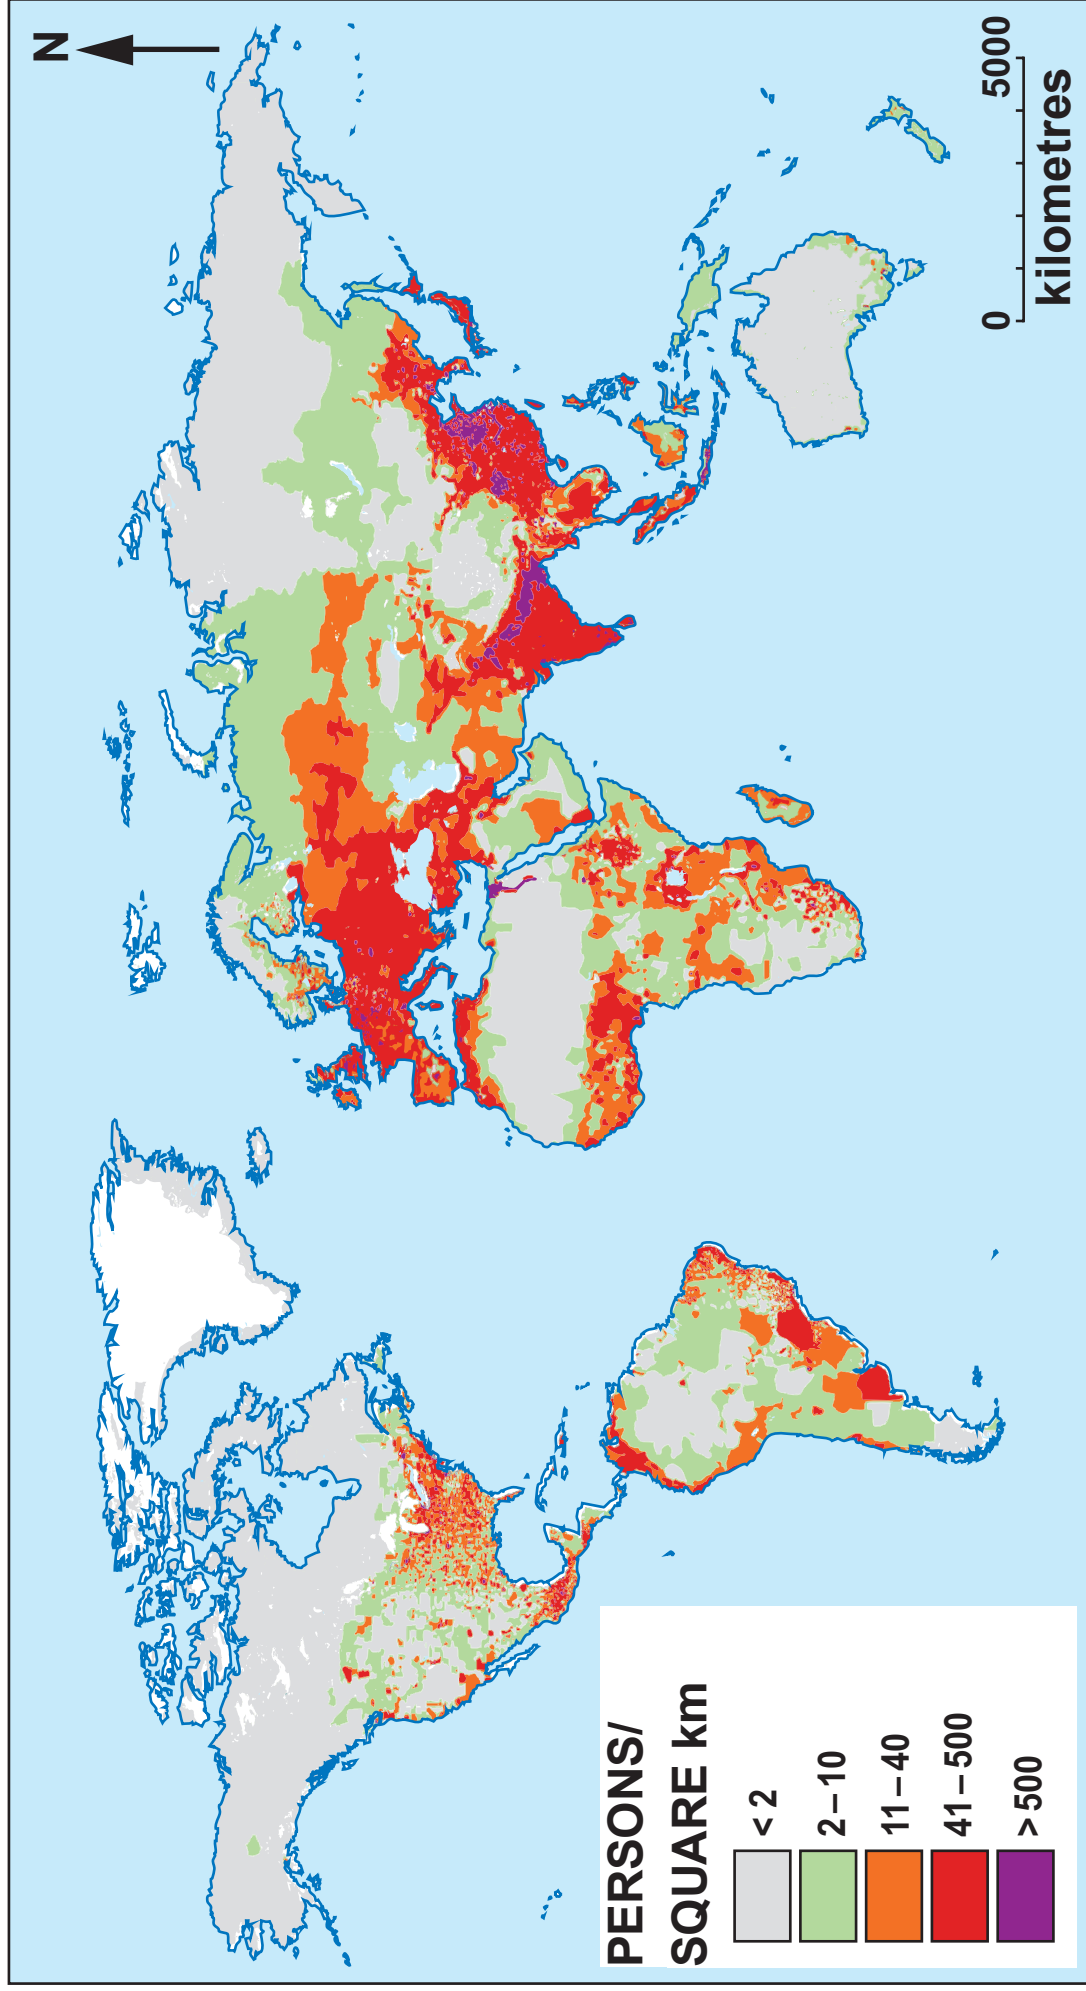 N
PERSONS/
SQUARE km
< 2
2 – 10
11 – 40
41 – 500
> 500
0 5000
kilometres